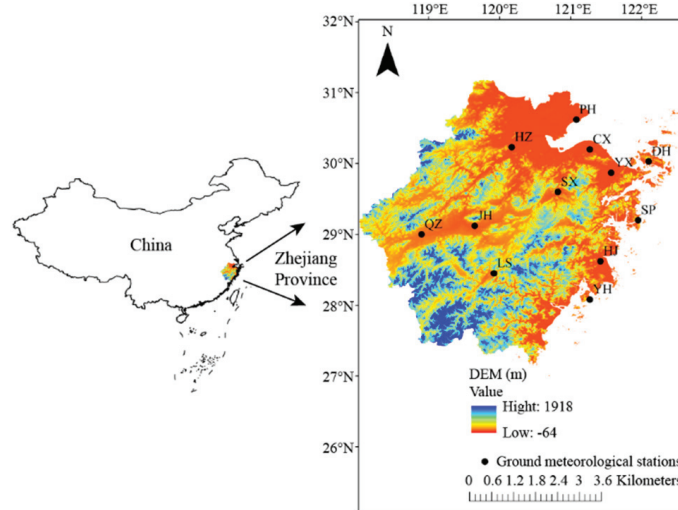 119°E 120°E 121°E 122°E
32°N
N
31°N
PH
HZ
CX
30°N
DH
YX
SX
SP
JH
QZ
29°N
China
Zhejiang
Province
HJ
LS
YH
28°N
27°N
DEM (m)
Value
Hight: 1918
Low: -64
26°N
Ground meteorological stations
0 0.6 1.2 1.8 2.4 3 3.6 Kilometers